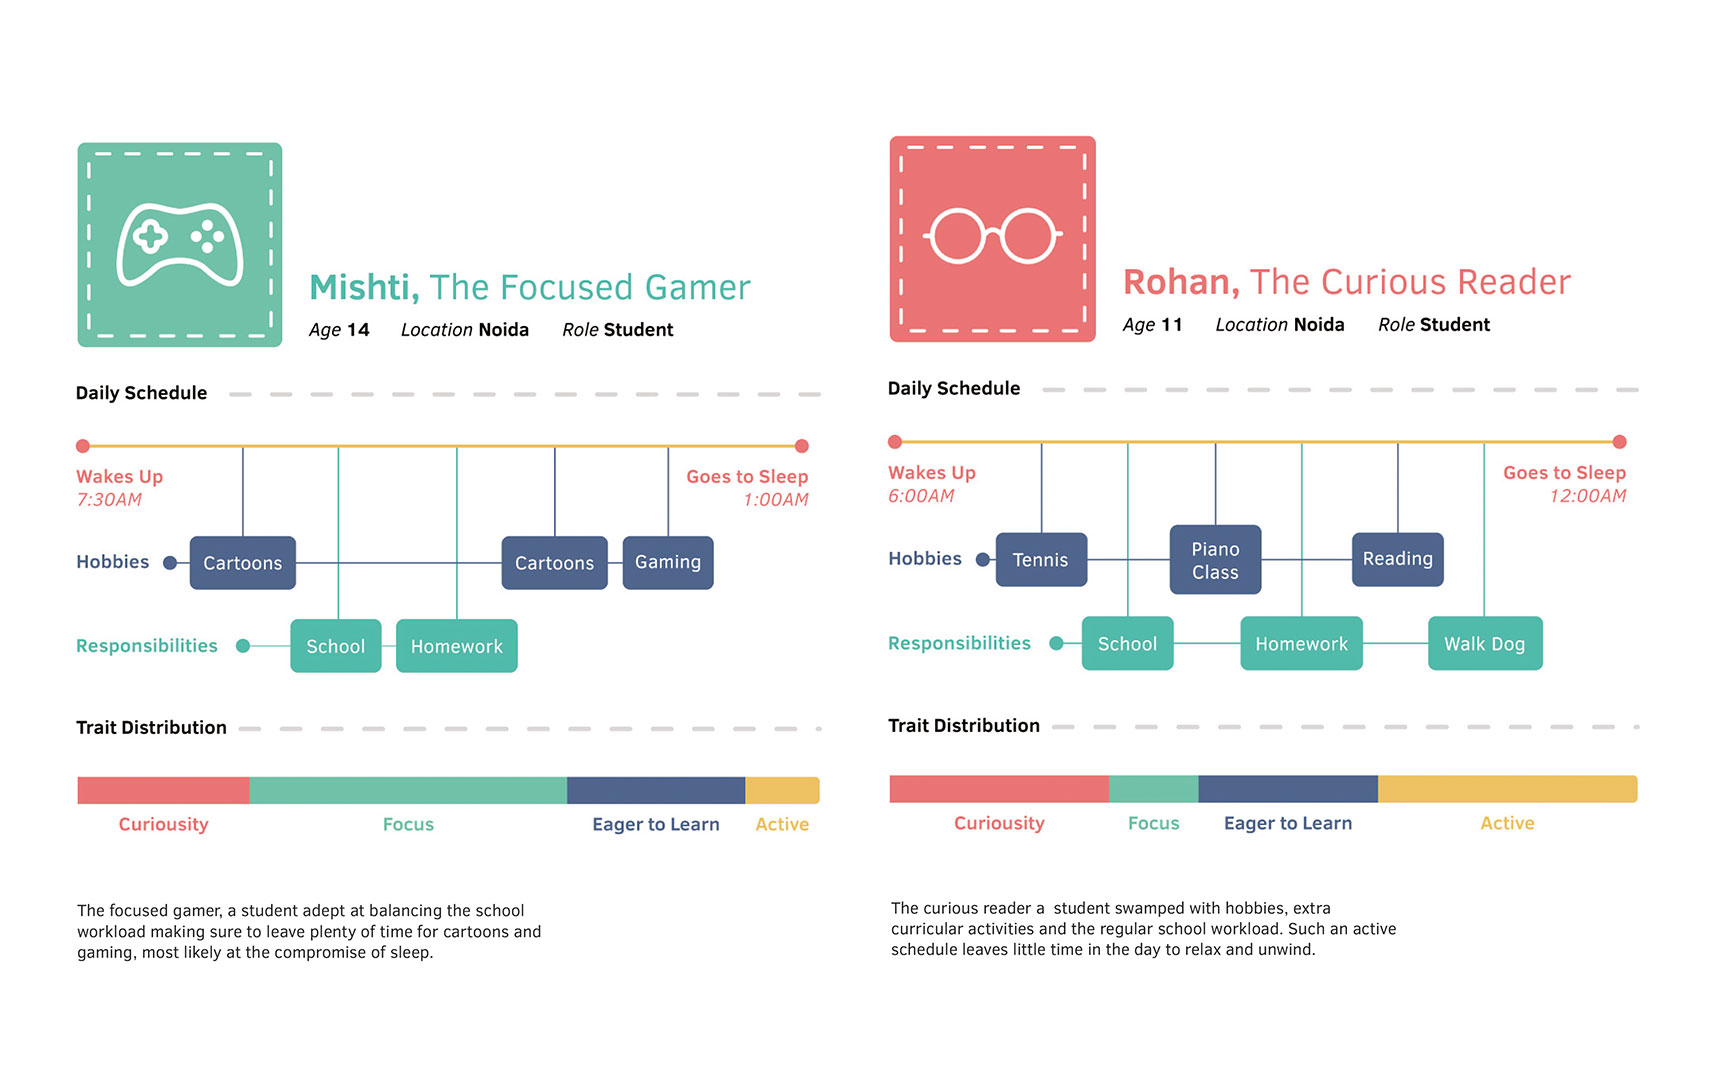 Mishti, The Focused Gamer
Age 14 Location Noida Role Student
Daily Schedule
Wakes Up
7:30AM
Goes to Sleep
1:00AM
Hobbies
Cartoons
Cartoons
Gaming
Responsibilities
School
Homework
Trait Distribution
Curiousity
Focus
Eager to Learn
Active
The focused gamer, a student adept at balancing the school
workload making sure to leave plenty of time for cartoons and
gaming, most likely at the compromise of sleep.
Rohan, The Curious Reader
Age 11 Location Noida Role Student
Daily Schedule
Wakes Up
6:00AM
Goes to Sleep
12:00AM
Hobbies
Tennis
Piano
Class
Reading
Responsibilities
School
Homework
Walk Dog
Trait Distribution
Curiousity
Focus
Eager to Learn
Active
The curious reader a  student swamped with hobbies, extra
curricular activities and the regular school workload. Such an active
schedule leaves little time in the day to relax and unwind.